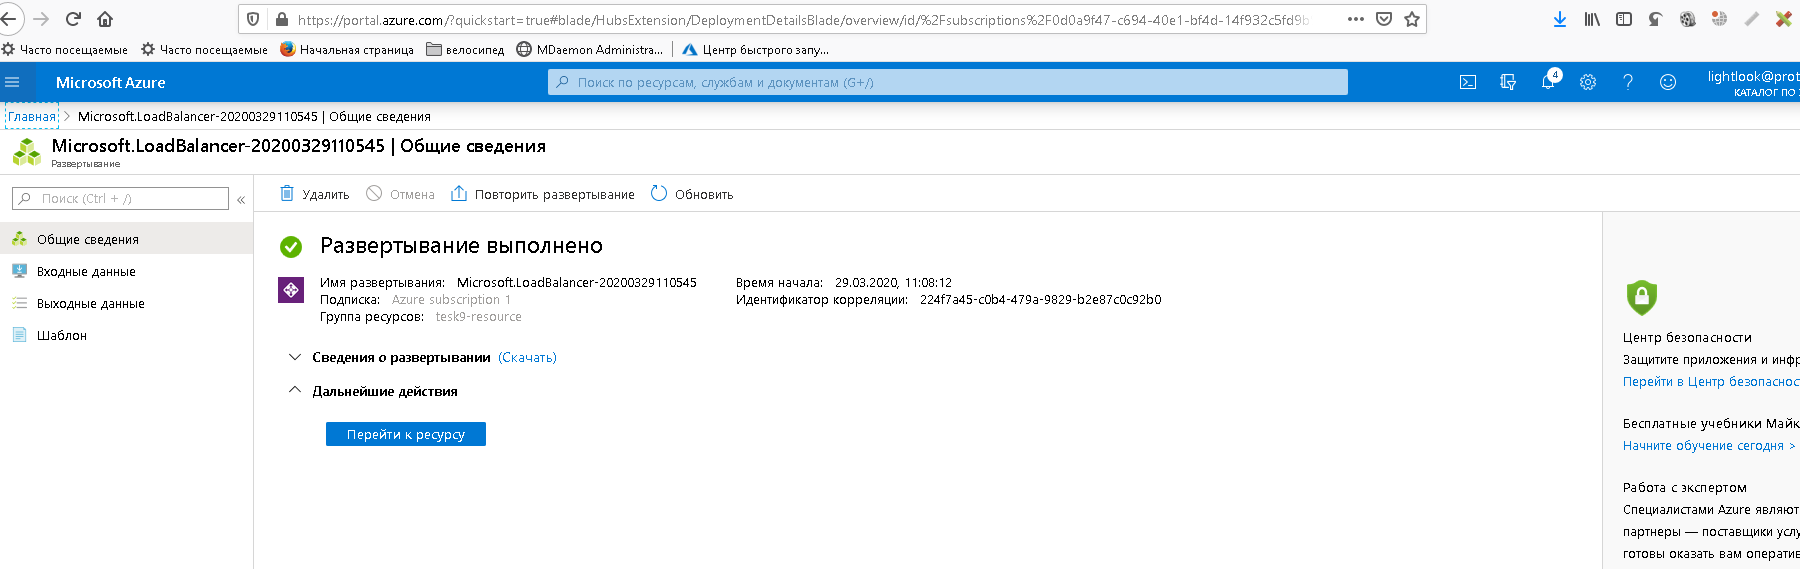 https://portal.azure.com/?quickstart=true#blade/HubsExtension/DeploymentDetailsBlade/overview/id/%2Fsubscriptions%2F0d0a9f47-c694-40e1-bf4d-14f932c5fd9b
Часто посещаемые Часто посещаемые Начальная страница велосипед MDaemon Administra... Центр быстрого запу...
Microsoft Azure Поиск по ресурсам, службам и документам (G+/) 4 lightlook@prot
КАТАЛОГ ПО
Главная > Microsoft.LoadBalancer-20200329110545 | Общие сведения
Microsoft.LoadBalancer-20200329110545 | Общие сведения
Развертывание
Поиск (Ctrl + /) «
Удалить Отмена Повторить развертывание Обновить
Общие сведения
Входные данные
Выходные данные
Шаблон
Развертывание выполнено
Имя развертывания: Microsoft.LoadBalancer-20200329110545 Время начала: 29.03.2020, 11:08:12
Подписка: Azure subscription 1 Идентификатор корреляции: 224f7a45-c0b4-479a-9829-b2e87c0c92b0
Группа ресурсов: tesk9-resource
Сведения о развертывании (Скачать)
Дальнейшие действия
Перейти к ресурсу
Центр безопасности
Защитите приложения и инфр
Перейти в Центр безопаснос
Бесплатные учебники Майк
Начните обучение сегодня >
Работа с экспертом
Специалистами Azure являют
партнеры — поставщики услу
готовы оказать вам оператив